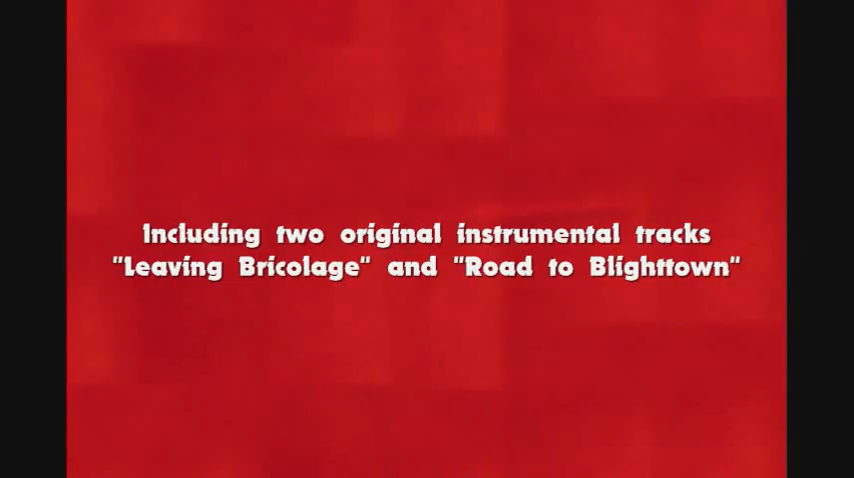 Including two original instrumental tracks
"Leaving Bricolage" and "Road to Blighttown"